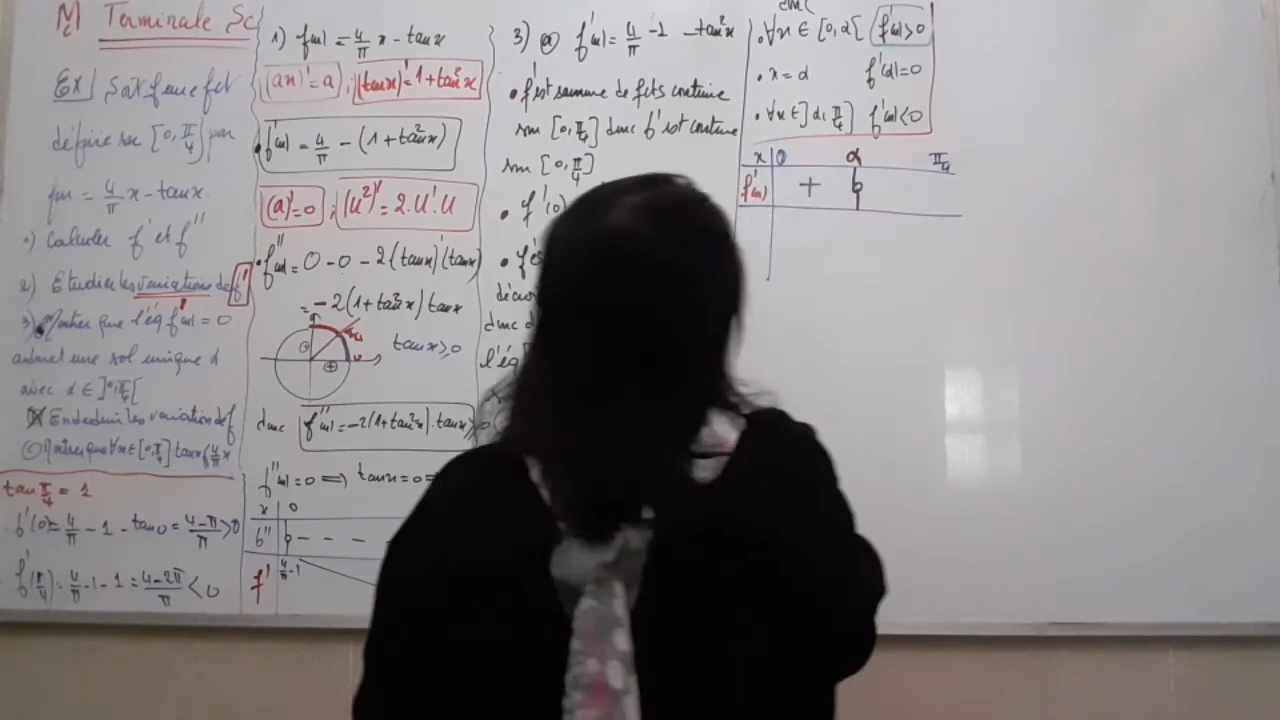 Terminale Sc
Ex Soit f une fct
définie sur [0, π/4] par
f(x) = 4/π x - tan x.
1) Calculer f' et f''
2) Etudier les variations de f'
3) Montrer que l'éq f'(x) = 0
admet une sol unique α
avec α ∈ ]0, π/4[
En déduire les variation de f
Montrer que ∀x ∈ [0, π/4] tan x ≤ 4/π x
tan π/4 = 1
f'(0) = 4/π - 1 - tan 0 = (4-π)/π > 0
f'(π/4) = 4/π - 1 - 1 = (4-2π)/π < 0
1) f(x) = 4/π x - tan x
(ax)' = a ; (tan x)' = 1 + tan²x
f'(x) = 4/π - (1 + tan²x)
(a)' = 0 ; (U²)' = 2.U'.U
f''(x) = 0 - 0 - 2(tan x)'(tan x)
= -2(1 + tan²x) tan x
tan x ≥ 0
donc f''(x) = -2(1 + tan²x).tan x
f''(x) = 0 ⟹ tan x = 0
x 0
f'' 0 - - -
f' 4/π - 1
3) a f'(x) = 4/π - 1 - tan²x
• f' est somme de fcts continue
sur [0, π/4] donc f' est continue
sur [0, π/4]
• f'(0)
•
donc
l'éq
• ∀x ∈ [0, α[ f'(x) > 0
• x = α f'(α) = 0
• ∀x ∈ ]α, π/4] f'(x) < 0
x 0 α π/4
f'(x) + 0